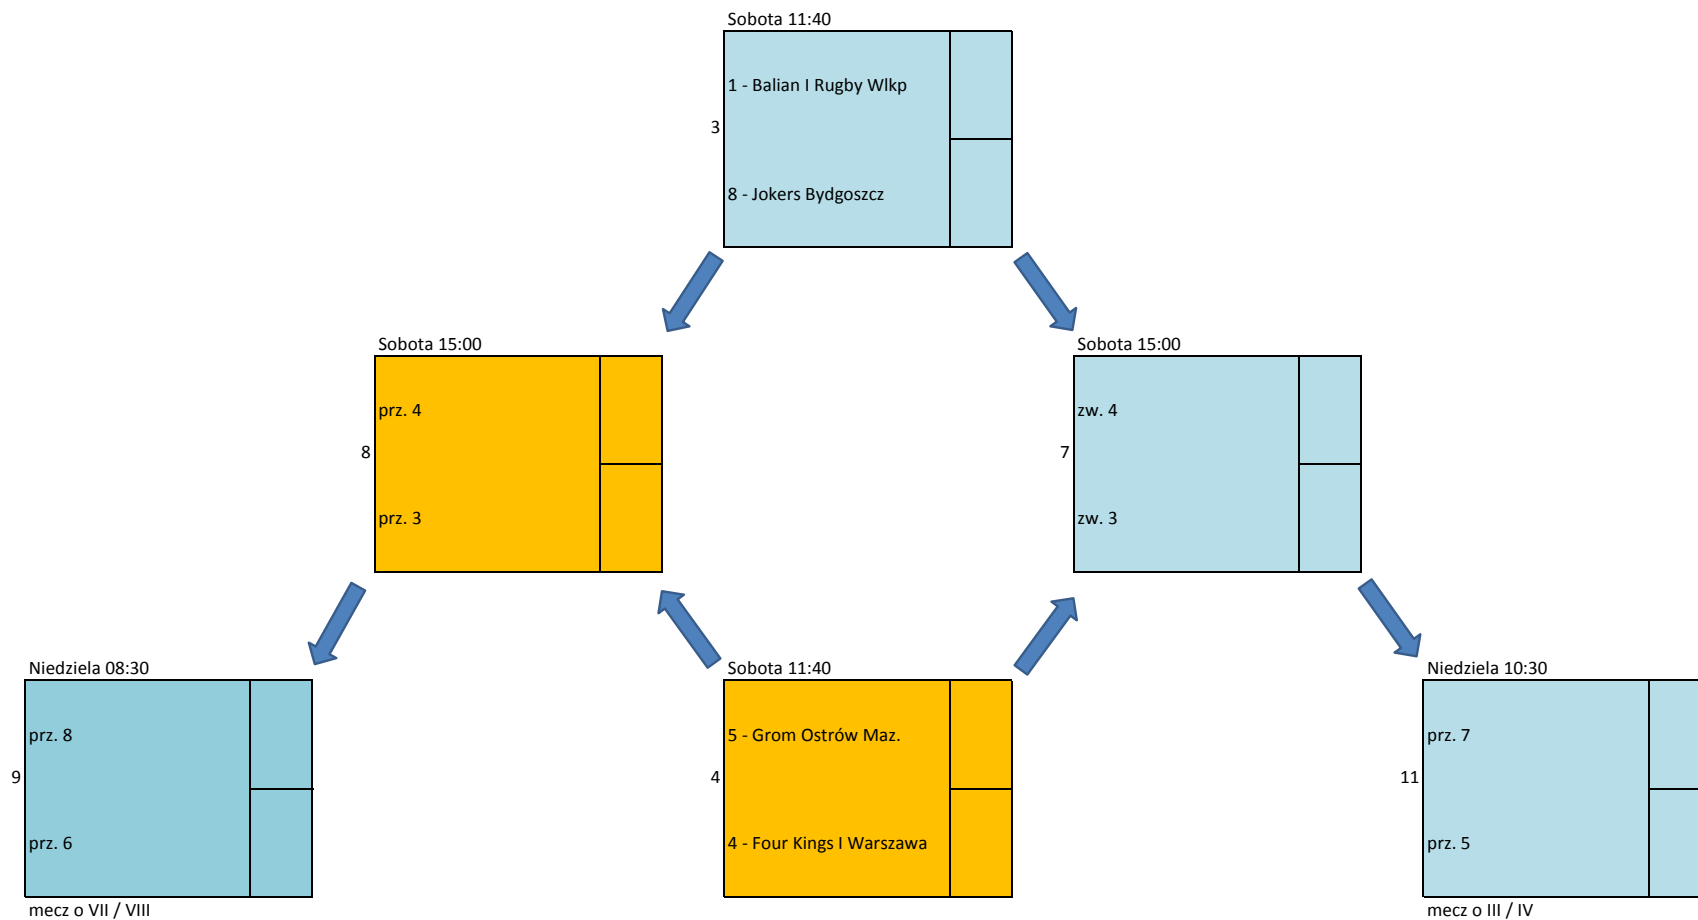 Sobota 11:40
1 - Balian I Rugby Wlkp
3
8 - Jokers Bydgoszcz
Sobota 15:00
prz. 4
8
prz. 3
Sobota 15:00
zw. 4
7
zw. 3
Niedziela 08:30
prz. 8
9
prz. 6
mecz o VII / VIII
Sobota 11:40
5 - Grom Ostrów Maz.
4
4 - Four Kings I Warszawa
Niedziela 10:30
prz. 7
11
prz. 5
mecz o III / IV